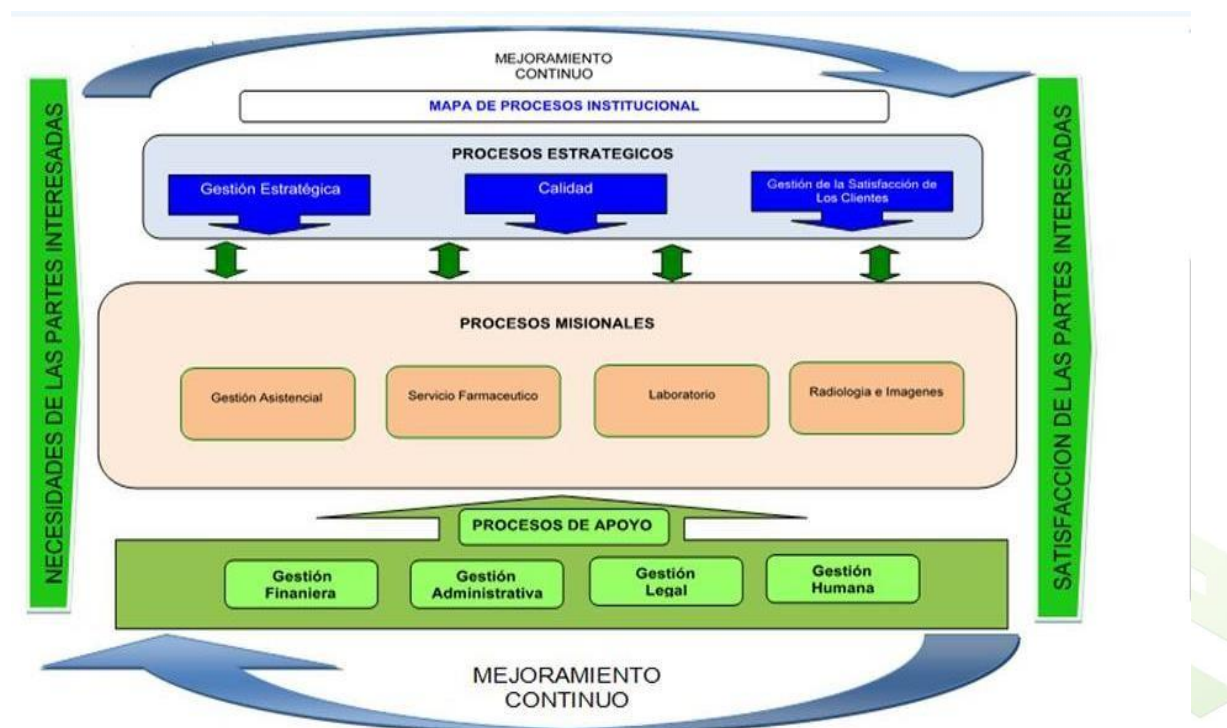 MEJORAMIENTO
CONTINUO
MAPA DE PROCESOS INSTITUCIONAL
NECESIDADES DE LAS PARTES INTERESADAS
PROCESOS ESTRATEGICOS
Gestión Estratégica
Calidad
Gestión de la Satisfacción de
Los Clientes
PROCESOS MISIONALES
Gestión Asistencial
Servicio Farmaceutico
Laboratorio
Radiologia e Imagenes
PROCESOS DE APOYO
Gestión
Finaniera
Gestión
Administrativa
Gestión
Legal
Gestión
Humana
SATISFACCION DE LAS PARTES INTERESADAS
MEJORAMIENTO
CONTINUO